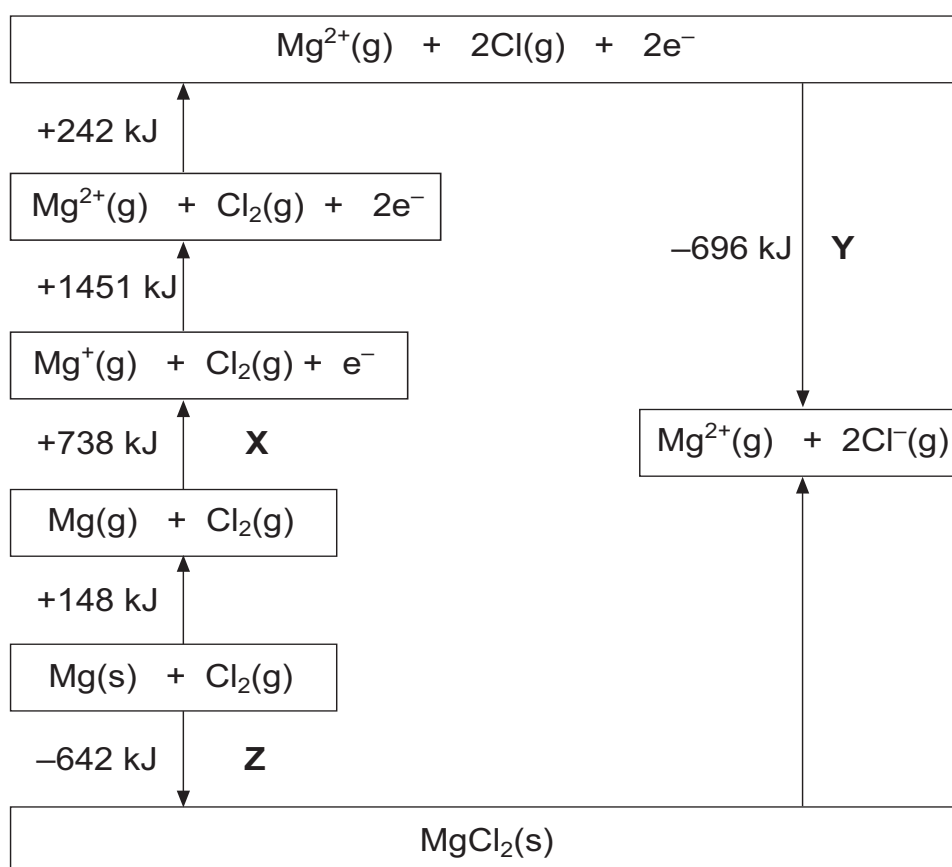 Mg²⁺(g) + 2Cl(g) + 2e⁻
+242 kJ
Mg²⁺(g) + Cl₂(g) + 2e⁻
–696 kJ Y
+1451 kJ
Mg⁺(g) + Cl₂(g) + e⁻
+738 kJ X
Mg²⁺(g) + 2Cl⁻(g)
Mg(g) + Cl₂(g)
+148 kJ
Mg(s) + Cl₂(g)
–642 kJ Z
MgCl₂(s)